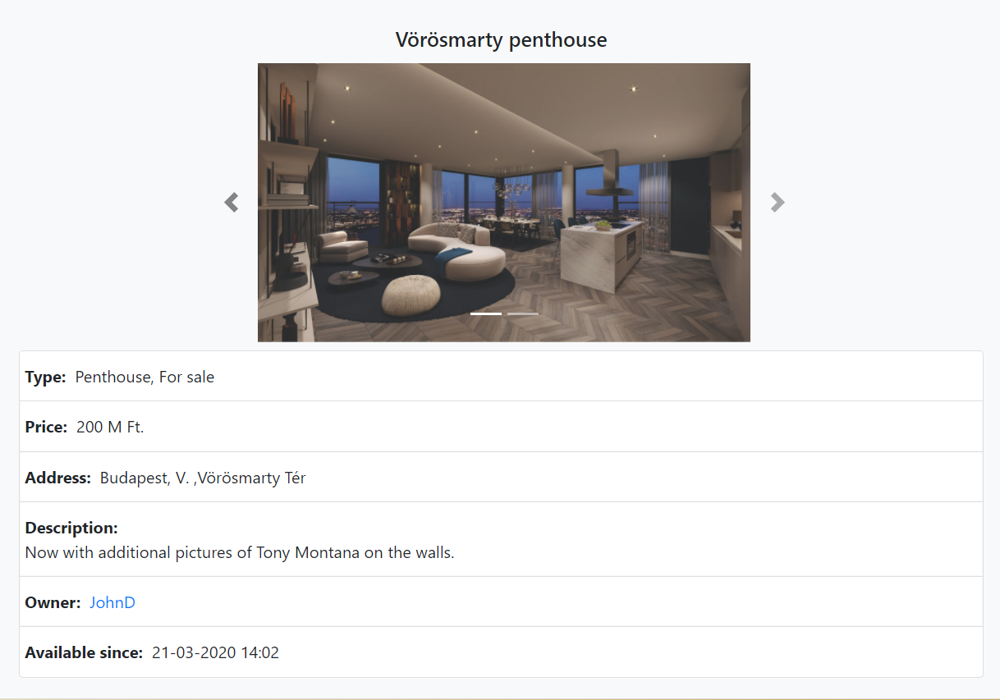 Vörösmarty penthouse
Type: Penthouse, For sale
Price: 200 M Ft.
Address: Budapest, V. ,Vörösmarty Tér
Description:
Now with additional pictures of Tony Montana on the walls.
Owner: JohnD
Available since: 21-03-2020 14:02